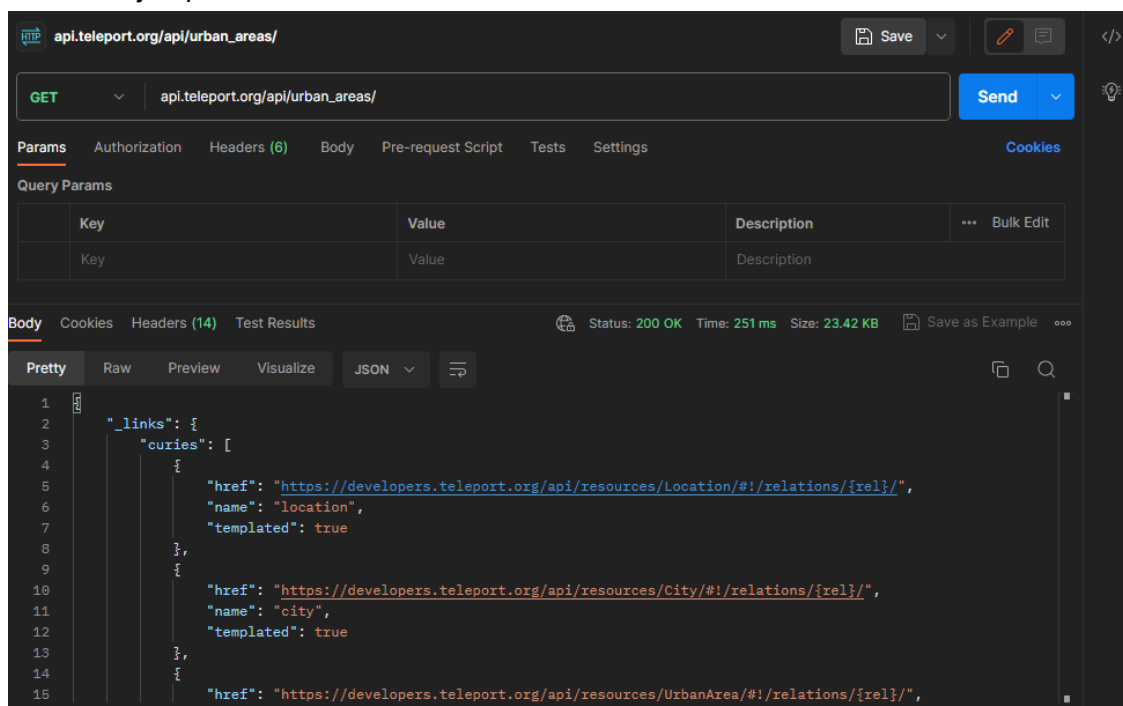 HTTP api.teleport.org/api/urban_areas/ Save </>
GET api.teleport.org/api/urban_areas/ Send
Params Authorization Headers (6) Body Pre-request Script Tests Settings Cookies
Query Params
Key Value Description ••• Bulk Edit
Key Value Description
Body Cookies Headers (14) Test Results Status: 200 OK Time: 251 ms Size: 23.42 KB Save as Example
Pretty Raw Preview Visualize JSON
1 {
2 "_links": {
3 "curies": [
4 {
5 "href": "https://developers.teleport.org/api/resources/Location/#!/relations/{rel}/",
6 "name": "location",
7 "templated": true
8 },
9 {
10 "href": "https://developers.teleport.org/api/resources/City/#!/relations/{rel}/",
11 "name": "city",
12 "templated": true
13 },
14 {
15 "href": "https://developers.teleport.org/api/resources/UrbanArea/#!/relations/{rel}/",